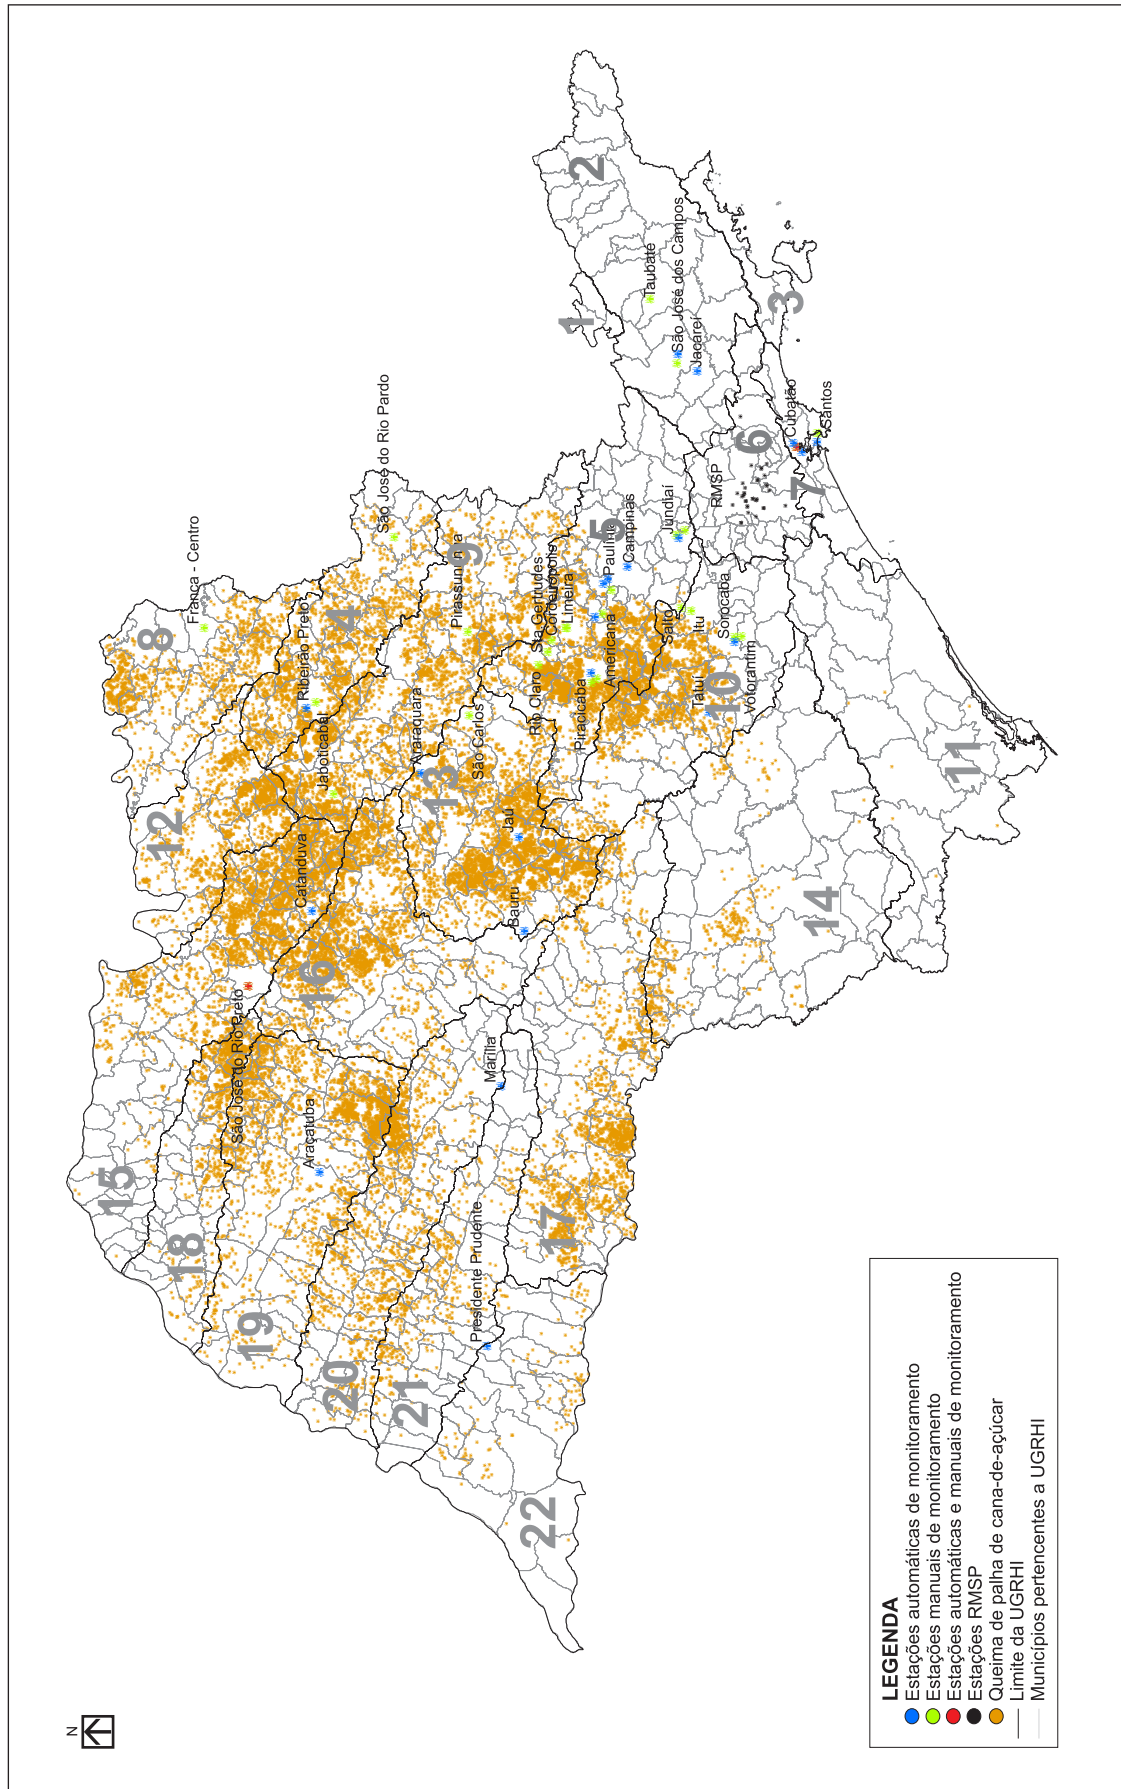 N
15
18
19
20
21
22
São José do Rio Preto
Araçatuba
Presidente Prudente
Marília
17
16
12
Catanduva
Bauru
Jaú
14
8
Franca - Centro
Ribeirão Preto
Jaboticabal
4
São José do Rio Pardo
Araraquara
13
São Carlos
Pirassununga
9
Rio Claro
Sta Gertrudes
Cordeirópolis
Limeira
Piracicaba
Americana
5
Paulínia
Campinas
Jundiaí
Salto
Itu
Sorocaba
Tatuí
10
Votorantim
11
RMSP
6
7
Cubatão
Santos
1
2
3
Taubaté
São José dos Campos
Jacareí
LEGENDA
Estações automáticas de monitoramento
Estações manuais de monitoramento
Estações automáticas e manuais de monitoramento
Estações RMSP
Queima de palha de cana-de-açúcar
Limite da UGRHI
Municípios pertencentes a UGRHI